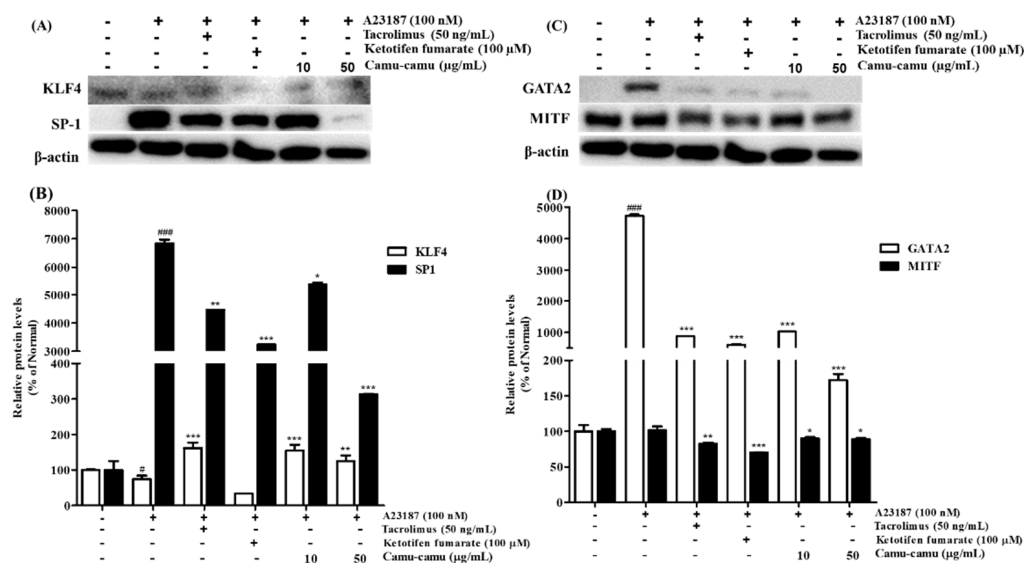 (A)
- + + + + + A23187 (100 nM)
- - + - - - Tacrolimus (50 ng/mL)
- - - + - - Ketotifen fumarate (100 μM)
- - - - 10 50 Camu-camu (μg/mL)
KLF4
SP-1
β-actin
(C)
- + + + + + A23187 (100 nM)
- - + - - - Tacrolimus (50 ng/mL)
- - - + - - Ketotifen fumarate (100 μM)
- - - - 10 50 Camu-camu (μg/mL)
GATA2
MITF
β-actin
(B)
Relative protein levels
(% of Normal)
8000
7000
6000
5000
4000
3000
400
300
200
100
0
KLF4
SP1
# ### *** ** *** *** * ** ***
- + + + + + A23187 (100 nM)
- - + - - - Tacrolimus (50 ng/mL)
- - - + - - Ketotifen fumarate (100 μM)
- - - - 10 50 Camu-camu (μg/mL)
(D)
Relative protein levels
(% of Normal)
5000
4000
3000
2000
1000
200
150
100
50
0
GATA2
MITF
### *** ** *** *** *** * *** *
- + + + + + A23187 (100 nM)
- - + - - - Tacrolimus (50 ng/mL)
- - - + - - Ketotifen fumarate (100 μM)
- - - - 10 50 Camu-camu (μg/mL)